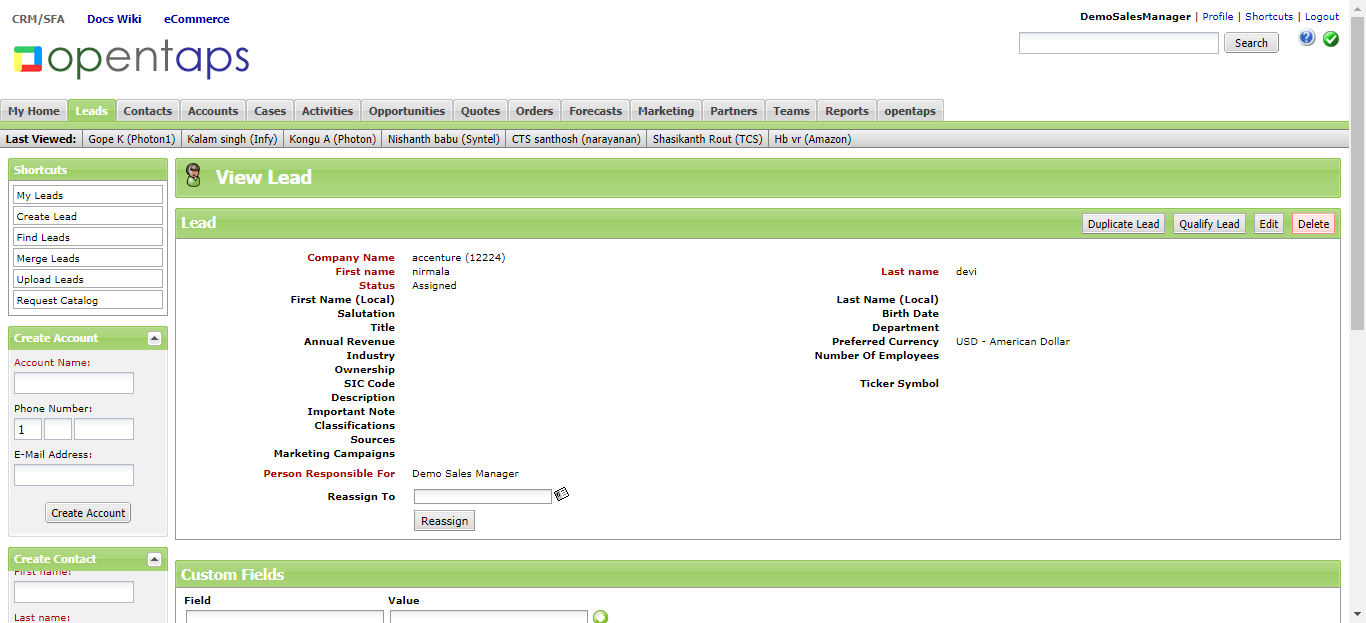 CRM/SFA Docs Wiki eCommerce
DemoSalesManager | Profile | Shortcuts | Logout
opentaps
Search
My Home Leads Contacts Accounts Cases Activities Opportunities Quotes Orders Forecasts Marketing Partners Teams Reports opentaps
Last Viewed: Gope K (Photon1) Kalam singh (Infy) Kongu A (Photon) Nishanth babu (Syntel) CTS santhosh (narayanan) Shasikanth Rout (TCS) Hb vr (Amazon)
Shortcuts
My Leads
Create Lead
Find Leads
Merge Leads
Upload Leads
Request Catalog
Create Account
Account Name:
Phone Number:
1
E-Mail Address:
Create Account
Create Contact
First name:
Last name:
View Lead
Lead
Duplicate Lead Qualify Lead Edit Delete
Company Name accenture (12224)
First name nirmala Last name devi
Status Assigned
First Name (Local) Last Name (Local)
Salutation Birth Date
Title Department
Annual Revenue Preferred Currency USD - American Dollar
Industry Number Of Employees
Ownership
SIC Code Ticker Symbol
Description
Important Note
Classifications
Sources
Marketing Campaigns
Person Responsible For Demo Sales Manager
Reassign To
Reassign
Custom Fields
Field Value